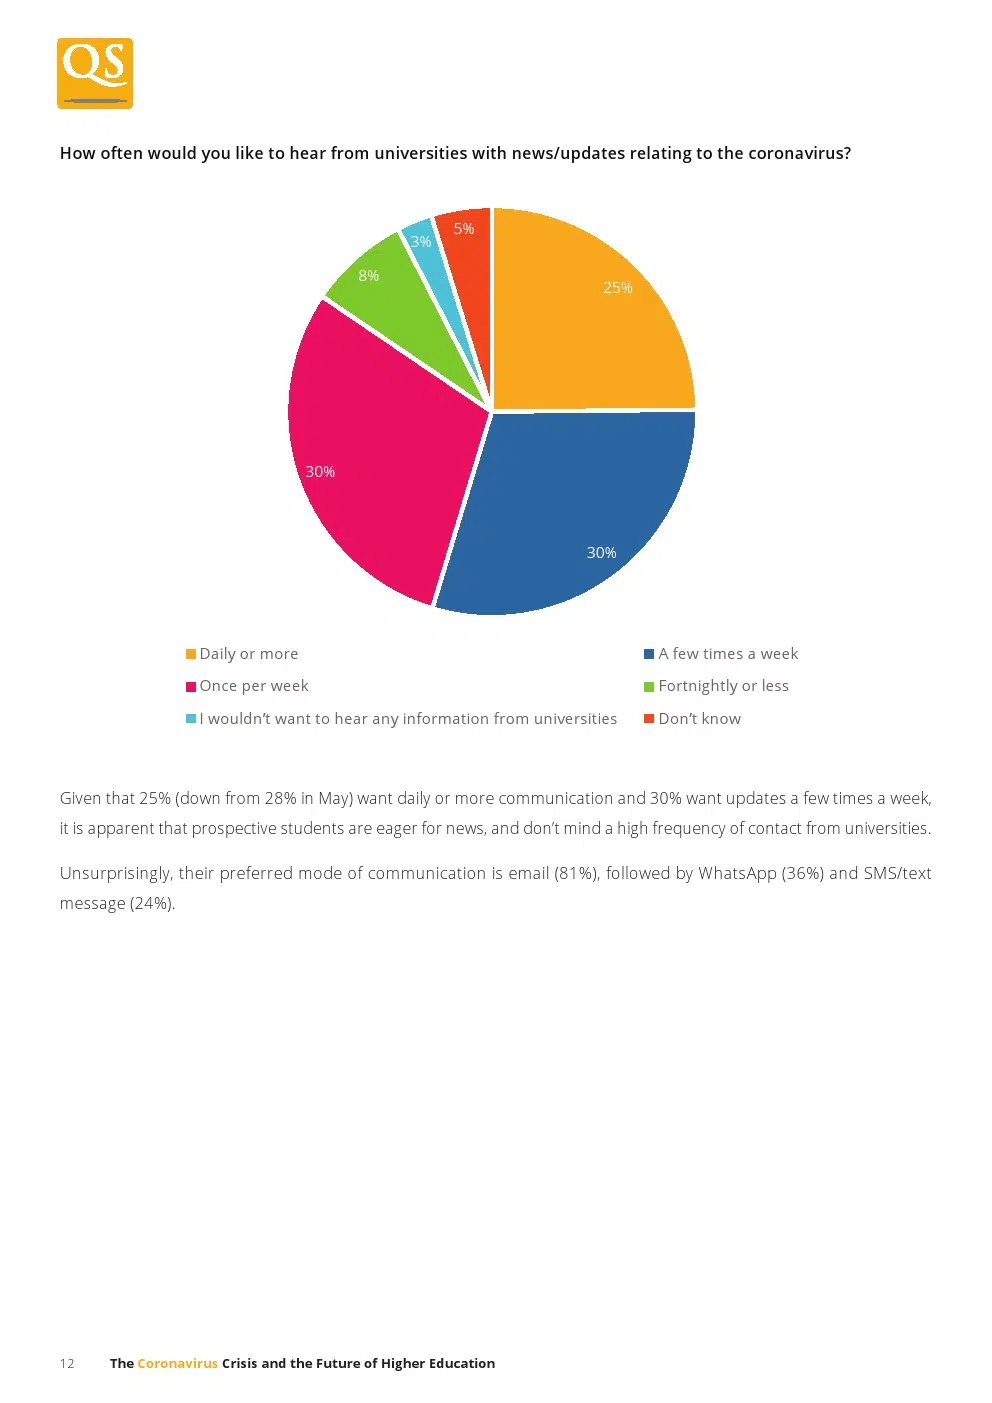 QS
How often would you like to hear from universities with news/updates relating to the coronavirus?
5%
3%
8%
25%
30%
30%
Daily or more
A few times a week
Once per week
Fortnightly or less
I wouldn’t want to hear any information from universities
Don’t know
Given that 25% (down from 28% in May) want daily or more communication and 30% want updates a few times a week,
it is apparent that prospective students are eager for news, and don’t mind a high frequency of contact from universities.
Unsurprisingly, their preferred mode of communication is email (81%), followed by WhatsApp (36%) and SMS/text
message (24%).
12 The Coronavirus Crisis and the Future of Higher Education